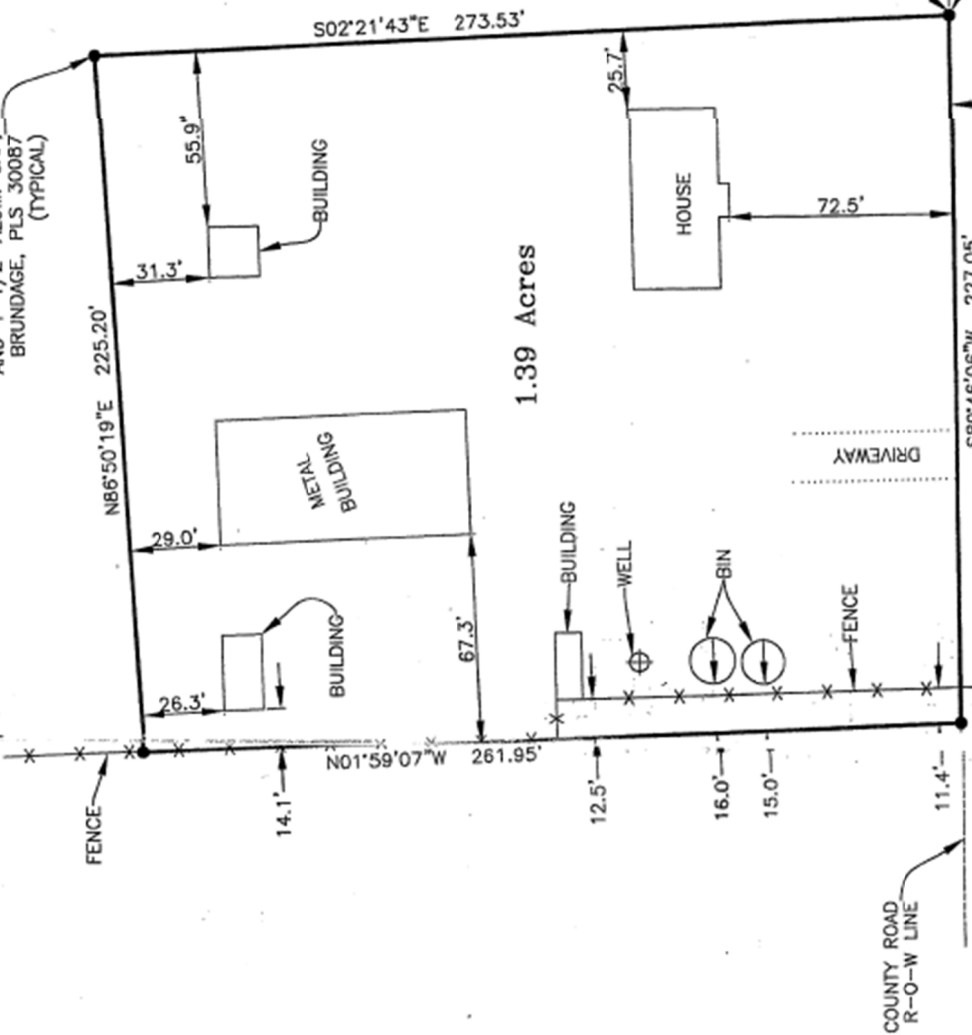 S02°21'43"E 273.53'
BRUNDAGE, PLS 30087
(TYPICAL)
55.9"
BUILDING
25.7'
HOUSE
72.5'
31.3'
N86°50'19"E 225.20'
1.39 Acres
METAL
BUILDING
29.0'
DRIVEWAY
BUILDING
WELL
BIN
FENCE
67.3'
BUILDING
26.3'
N01°59'07"W 261.95'
FENCE
14.1'
12.5'
16.0'
15.0'
11.4'
COUNTY ROAD
R-O-W LINE